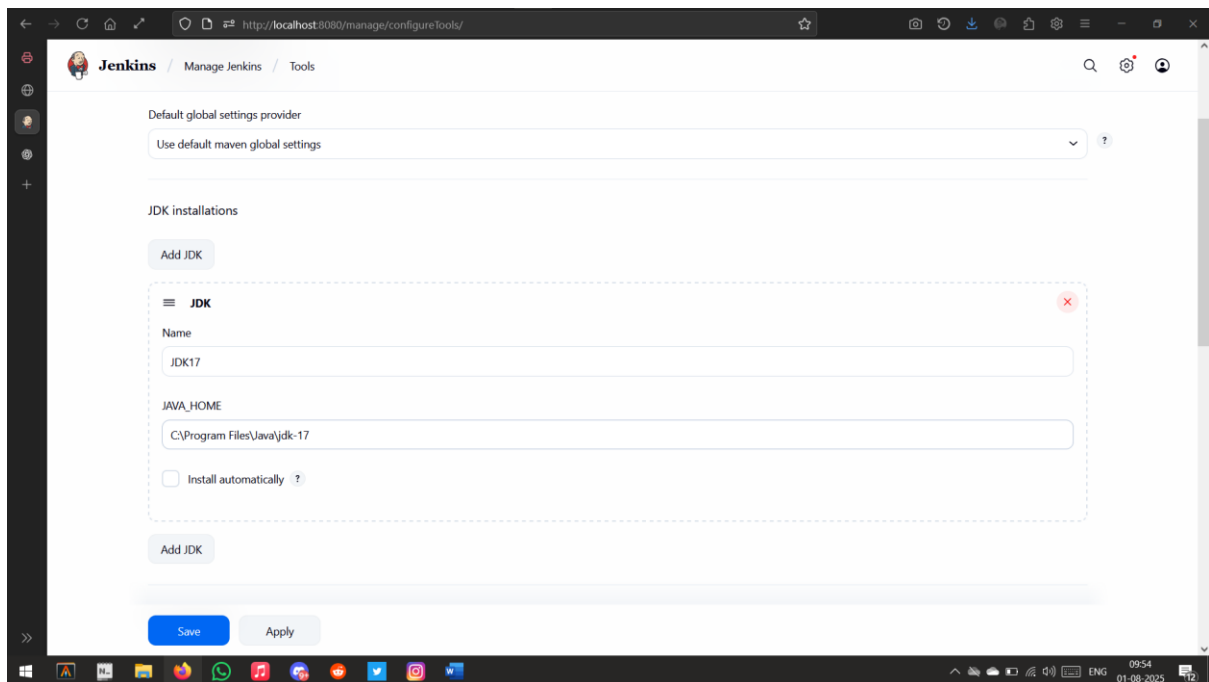 http://localhost:8080/manage/configureTools/
Jenkins / Manage Jenkins / Tools
Default global settings provider
Use default maven global settings
?
JDK installations
Add JDK
JDK
Name
JDK17
JAVA_HOME
C:\Program Files\Java\jdk-17
Install automatically ?
Add JDK
Save Apply
ENG 09:54
01-08-2025
12